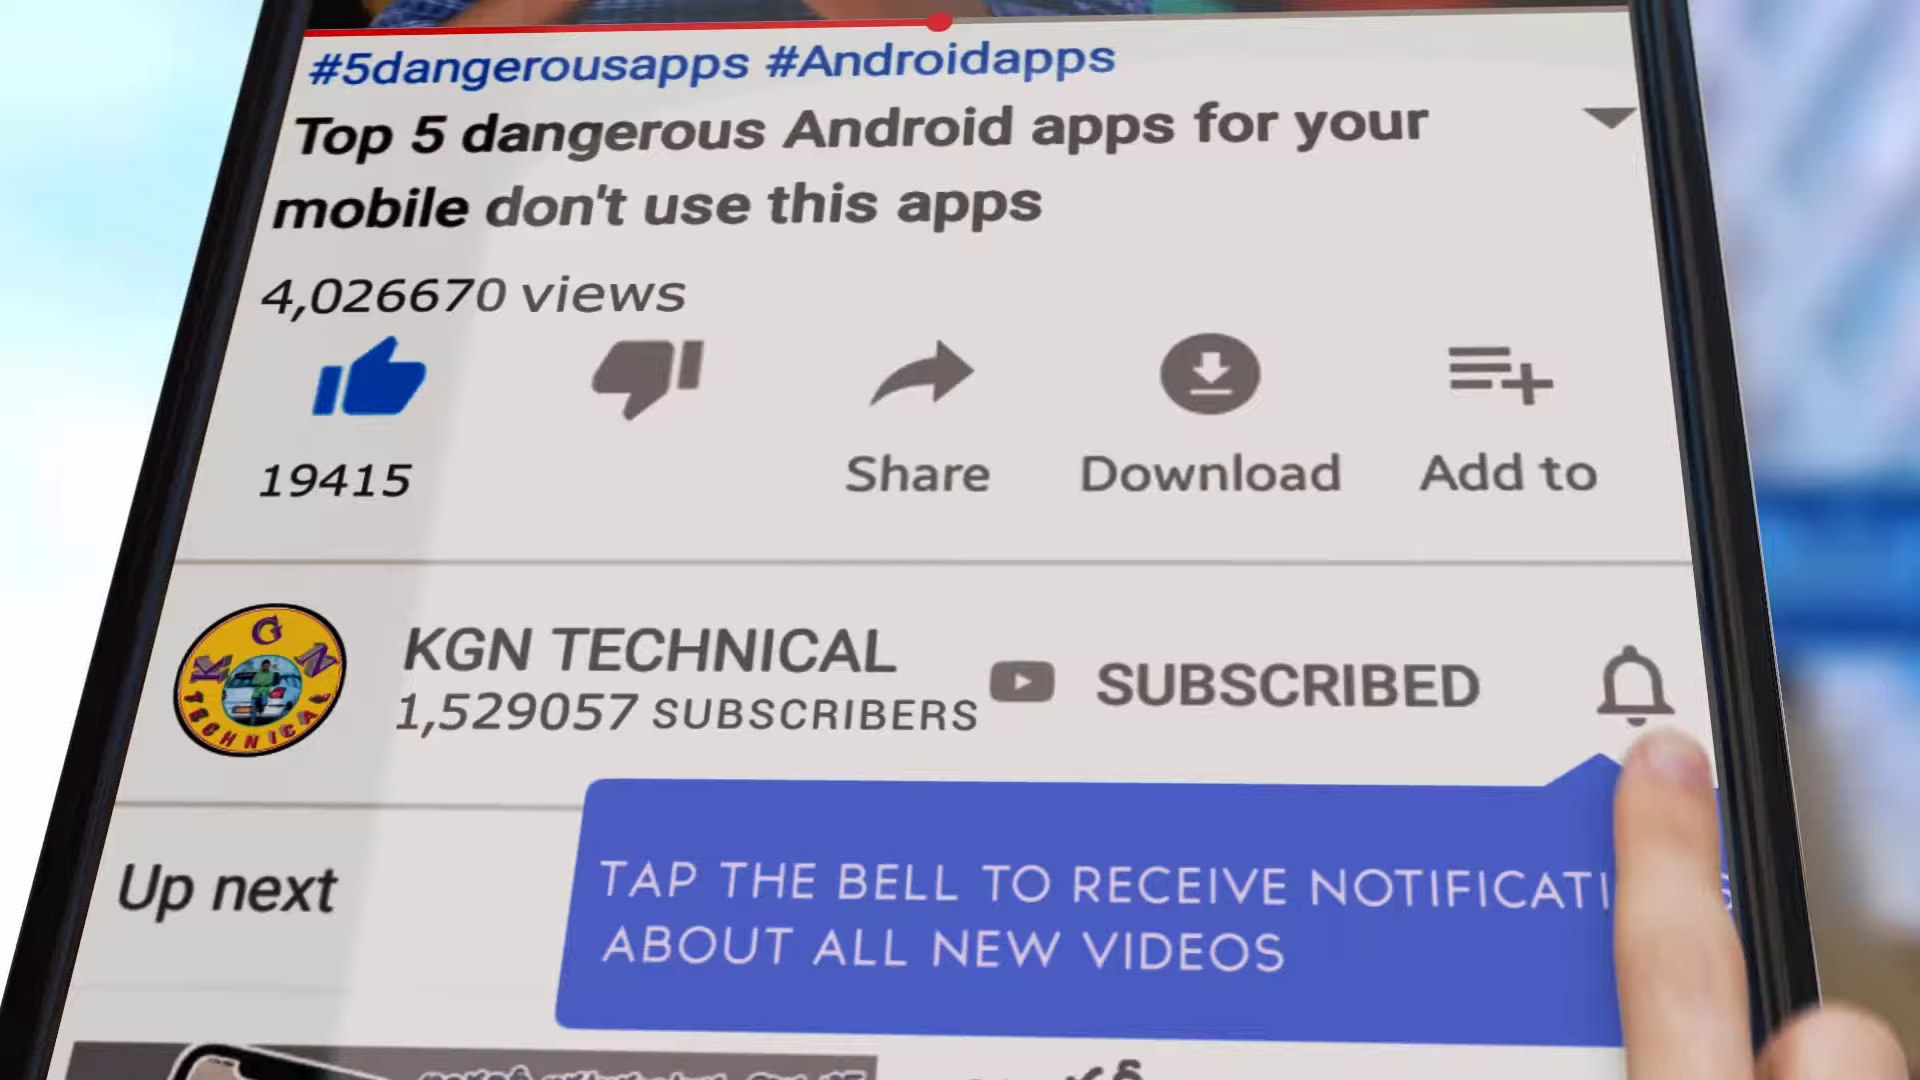 #5dangerousapps #Androidapps
Top 5 dangerous Android apps for your
mobile don't use this apps
4,026670 views
19415
Share
Download
Add to
KGN TECHNICAL
KGN TECHNICAL
1,529057 SUBSCRIBERS
SUBSCRIBED
Up next
TAP THE BELL TO RECEIVE
ABOUT ALL NEW VIDEOS